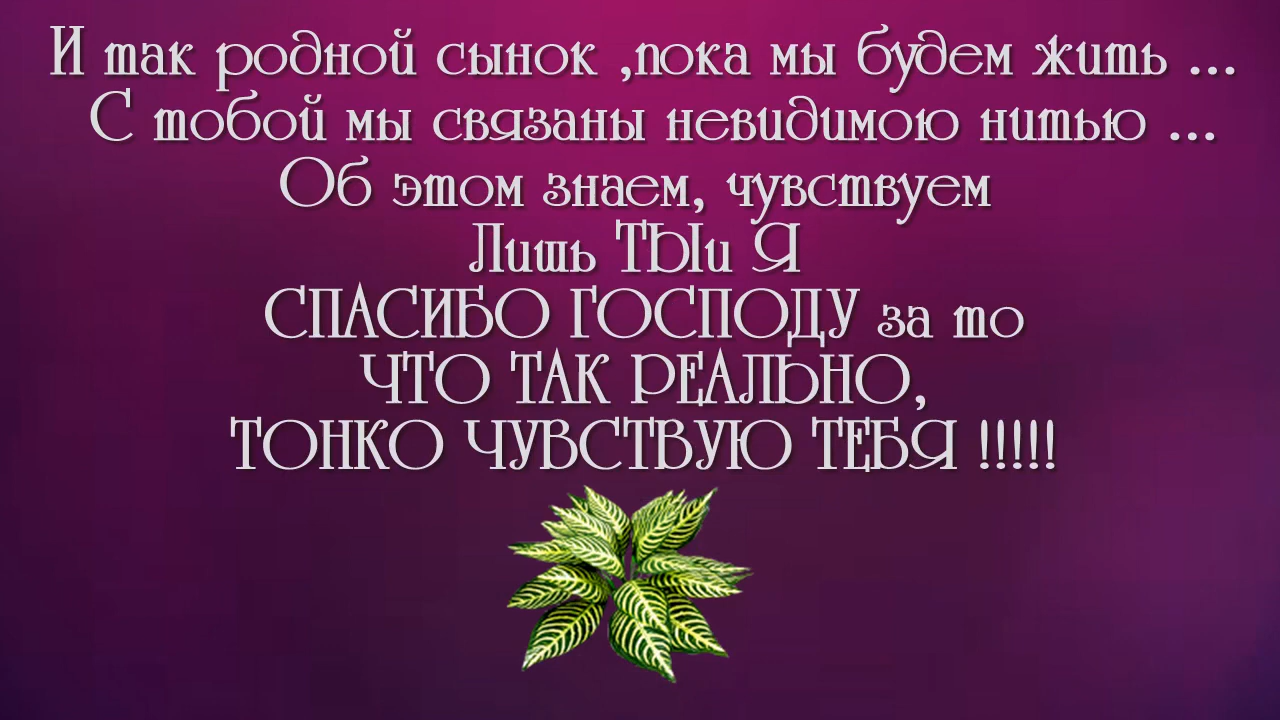 И так родной сынок ,пока мы будем жить ...
С тобой мы связаны невидимою нитью ...
Об этом знаем, чувствуем
Лишь ТЫи Я
СПАСИБО ГОСПОДУ за то
ЧТО ТАК РЕАЛЬНО,
ТОНКО ЧУВСТВУЮ ТЕБЯ !!!!!